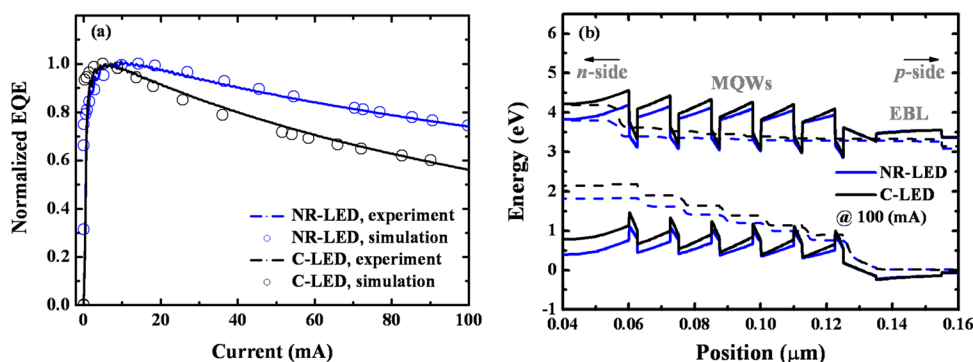 (a)
Normalized EQE
1.0
0.8
0.6
0.4
0.2
0.0
NR-LED, experiment
NR-LED, simulation
C-LED, experiment
C-LED, simulation
0 20 40 60 80 100
Current (mA)
(b)
Energy (eV)
6
5
4
3
2
1
0
-1
n-side
MQWs
p-side
EBL
NR-LED
C-LED
@ 100 (mA)
0.04 0.06 0.08 0.10 0.12 0.14 0.16
Position (μm)